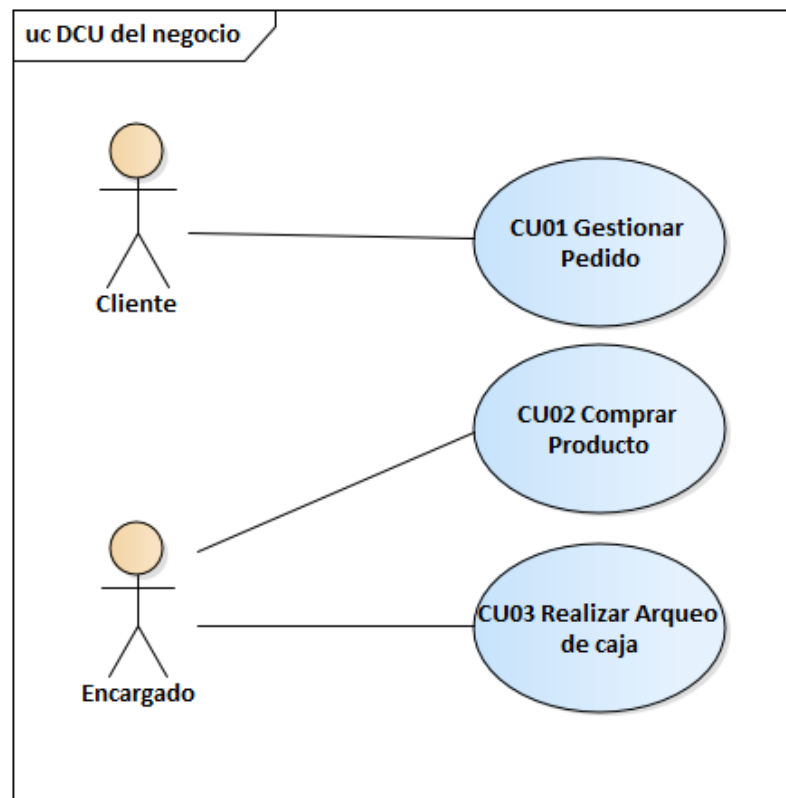 uc DCU del negocio
CU01 Gestionar
Pedido
Cliente
CU02 Comprar
Producto
CU03 Realizar Arqueo
de caja
Encargado